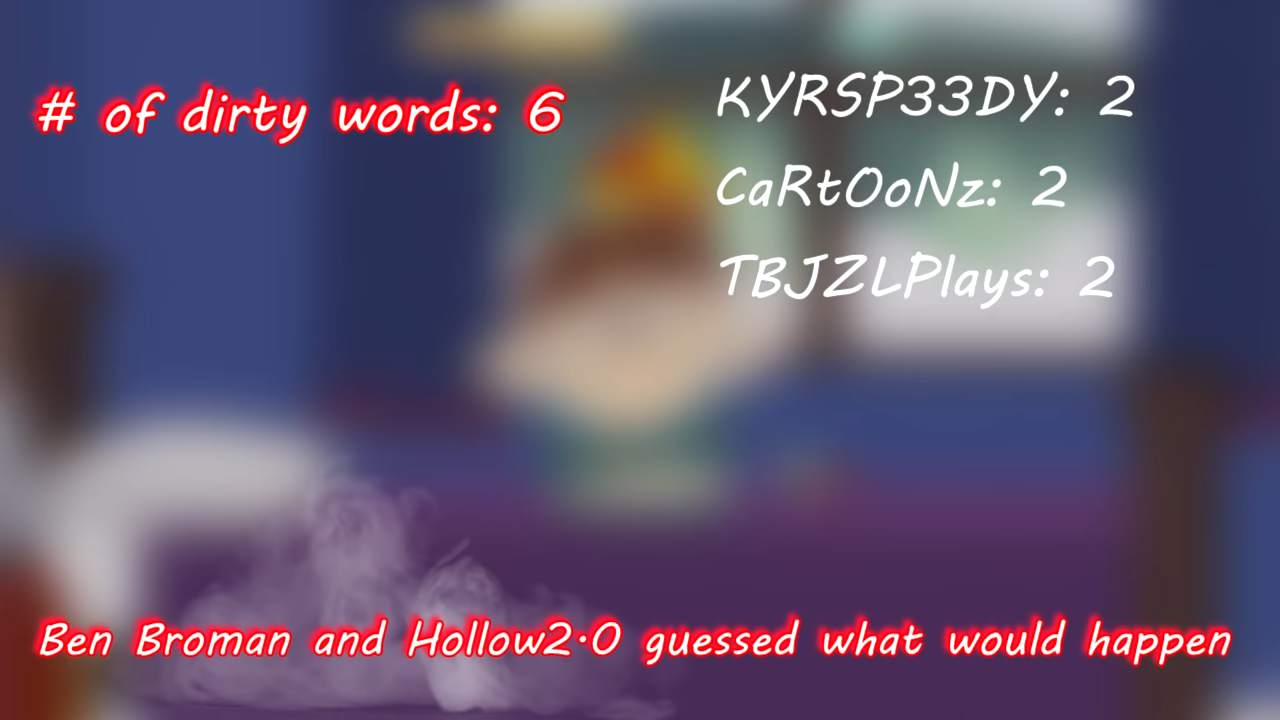 # of dirty words: 6
KYRSP33DY: 2
CaRtOoNz: 2
TBJZLPlays: 2
Ben Broman and Hollow2.0 guessed what would happen